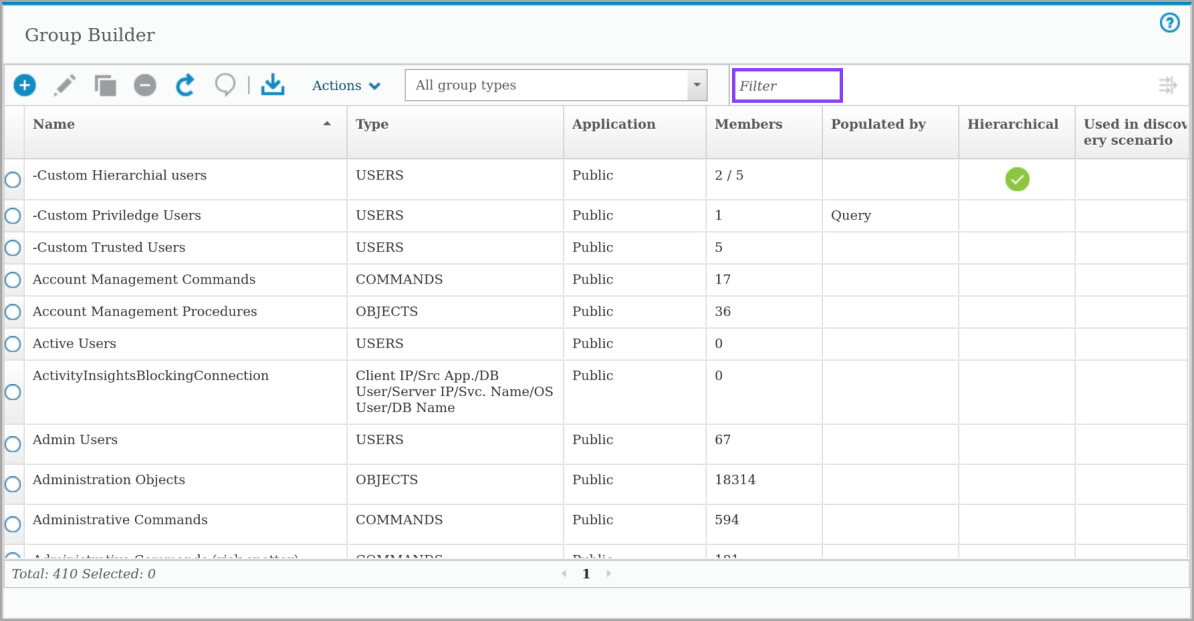 Group Builder
Actions
All group types
Filter
Name Type Application Members Populated by Hierarchical Used in discov
ery scenario
-Custom Hierarchial users USERS Public 2 / 5
-Custom Priviledge Users USERS Public 1 Query
-Custom Trusted Users USERS Public 5
Account Management Commands COMMANDS Public 17
Account Management Procedures OBJECTS Public 36
Active Users USERS Public 0
ActivityInsightsBlockingConnection Client IP/Src App./DB Public 0
User/Server IP/Svc. Name/OS
User/DB Name
Admin Users USERS Public 67
Administration Objects OBJECTS Public 18314
Administrative Commands COMMANDS Public 594
Administrative Commands (risk spotter) COMMANDS Public 181
Total: 410 Selected: 0 1